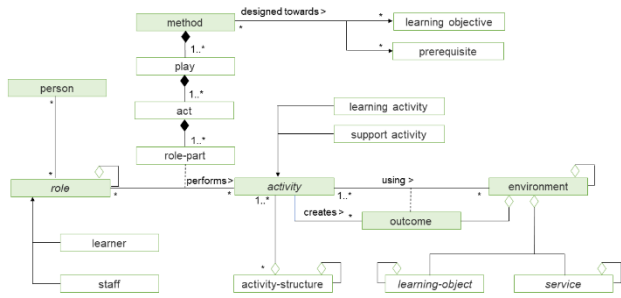 designed towards >
method
*
*
learning objective
*
prerequisite
1..*
play
1..*
person
act
*
learning activity
1..*
role-part
support activity
*
role
*
performs>
*
activity
1..*
using >
*
environment
1..*
creates >
*
outcome
learner
staff
*
activity-structure
learning-object
service